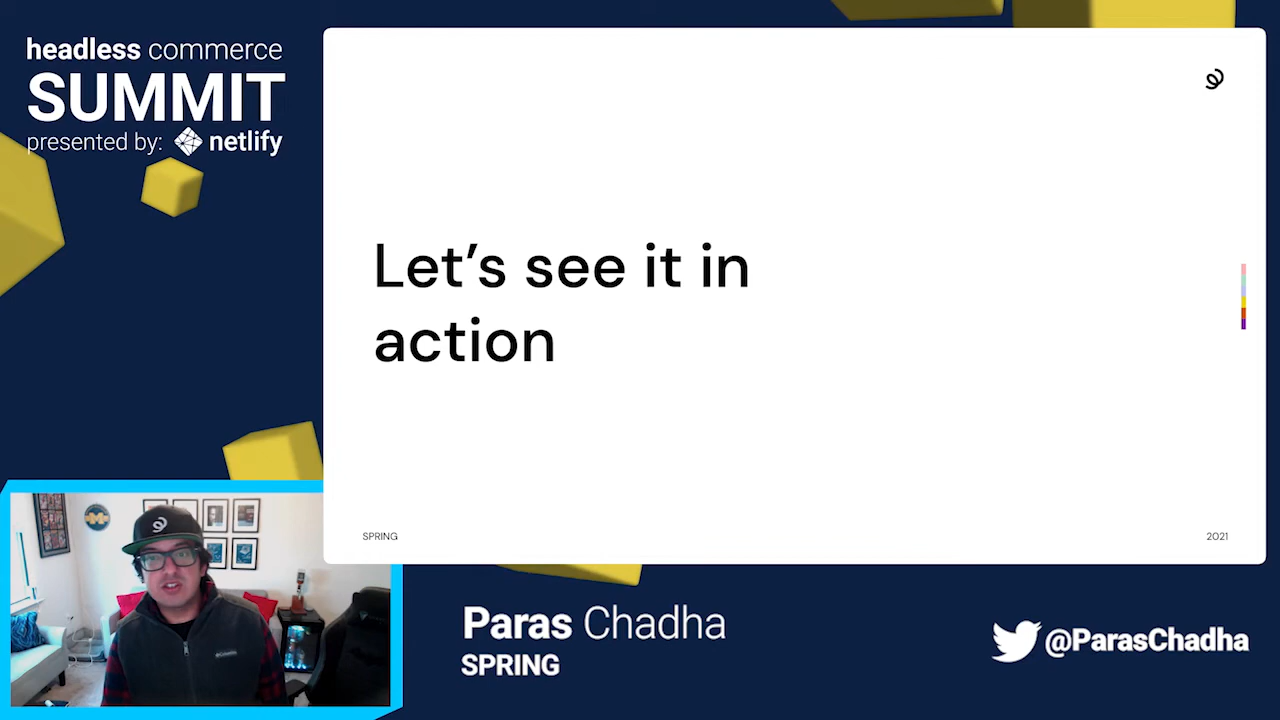 headless commerce
SUMMIT
presented by: netlify
Let's see it in
action
SPRING
2021
Paras Chadha
SPRING
@ParasChadha